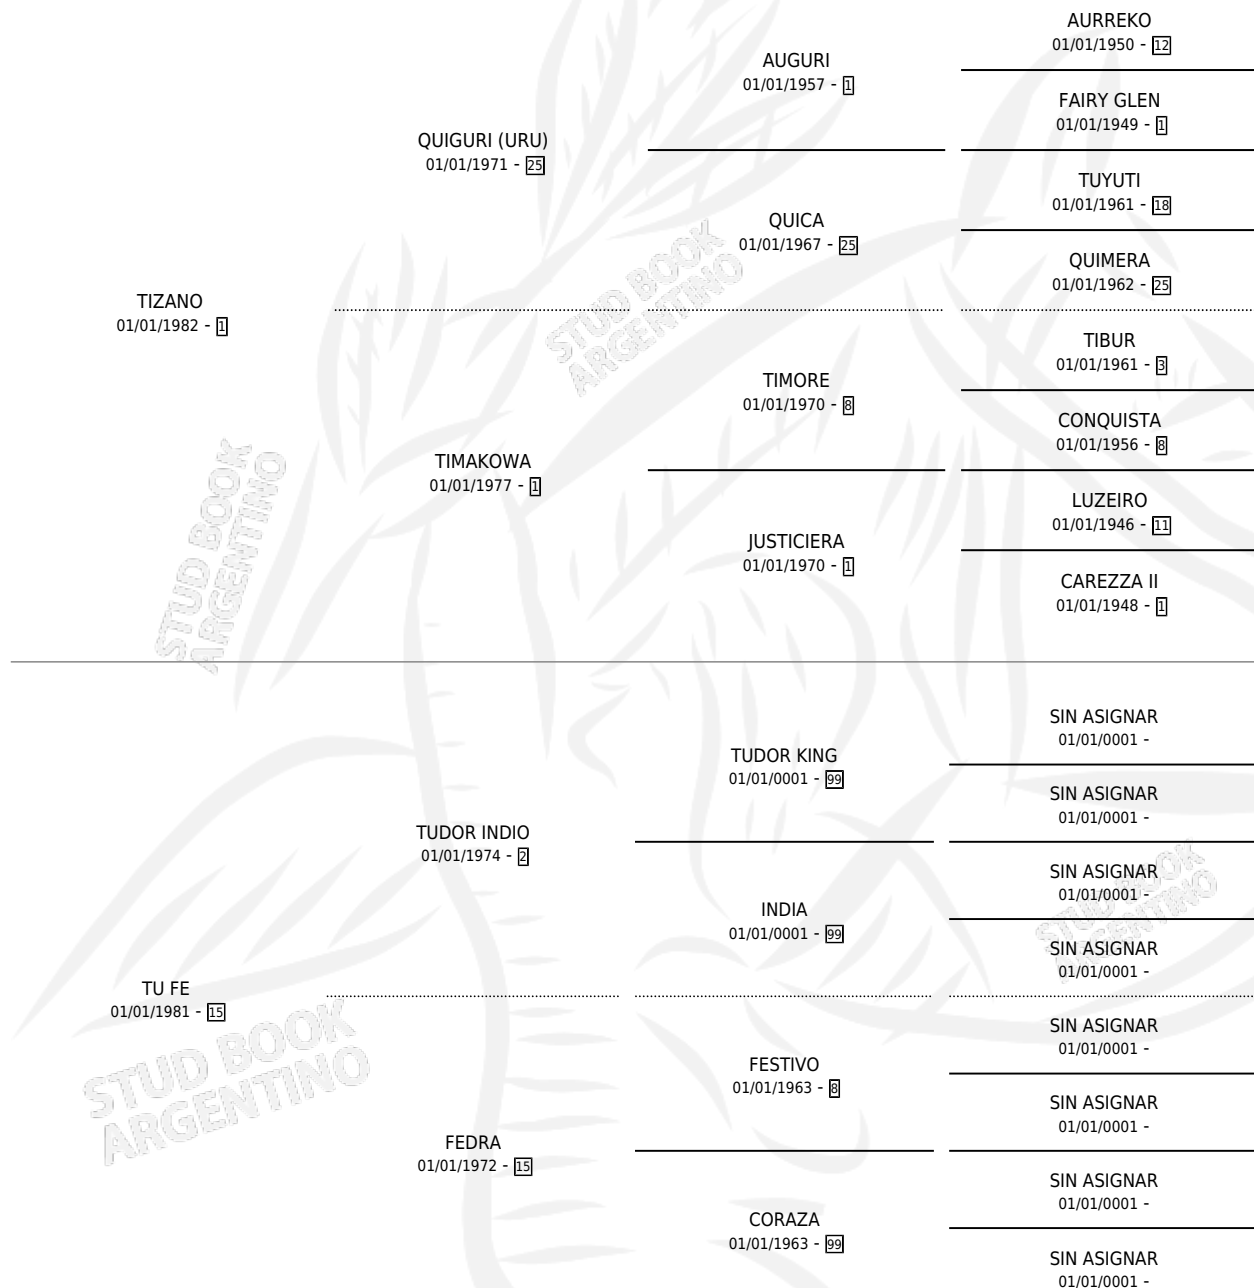 TIZANO
01/01/1982 - 1
QUIGURI (URU)
01/01/1971 - 25
AUGURI
01/01/1957 - 1
AURREKO
01/01/1950 - 12
FAIRY GLEN
01/01/1949 - 1
QUICA
01/01/1967 - 25
TUYUTI
01/01/1961 - 18
QUIMERA
01/01/1962 - 25
TIMAKOWA
01/01/1977 - 1
TIMORE
01/01/1970 - 8
TIBUR
01/01/1961 - 3
CONQUISTA
01/01/1956 - 8
JUSTICIERA
01/01/1970 - 1
LUZEIRO
01/01/1946 - 11
CAREZZA II
01/01/1948 - 1
TU FE
01/01/1981 - 15
TUDOR INDIO
01/01/1974 - 2
TUDOR KING
01/01/0001 - 99
SIN ASIGNAR
01/01/0001 -
SIN ASIGNAR
01/01/0001 -
INDIA
01/01/0001 - 99
SIN ASIGNAR
01/01/0001 -
SIN ASIGNAR
01/01/0001 -
FEDRA
01/01/1972 - 15
FESTIVO
01/01/1963 - 8
SIN ASIGNAR
01/01/0001 -
SIN ASIGNAR
01/01/0001 -
CORAZA
01/01/1963 - 99
SIN ASIGNAR
01/01/0001 -
SIN ASIGNAR
01/01/0001 -
STUD BOOK
ARGENTINO
STUD BOOK
ARGENTINO
STUD BOOK
ARGENTINO
STUD BOOK
ARGENTINO